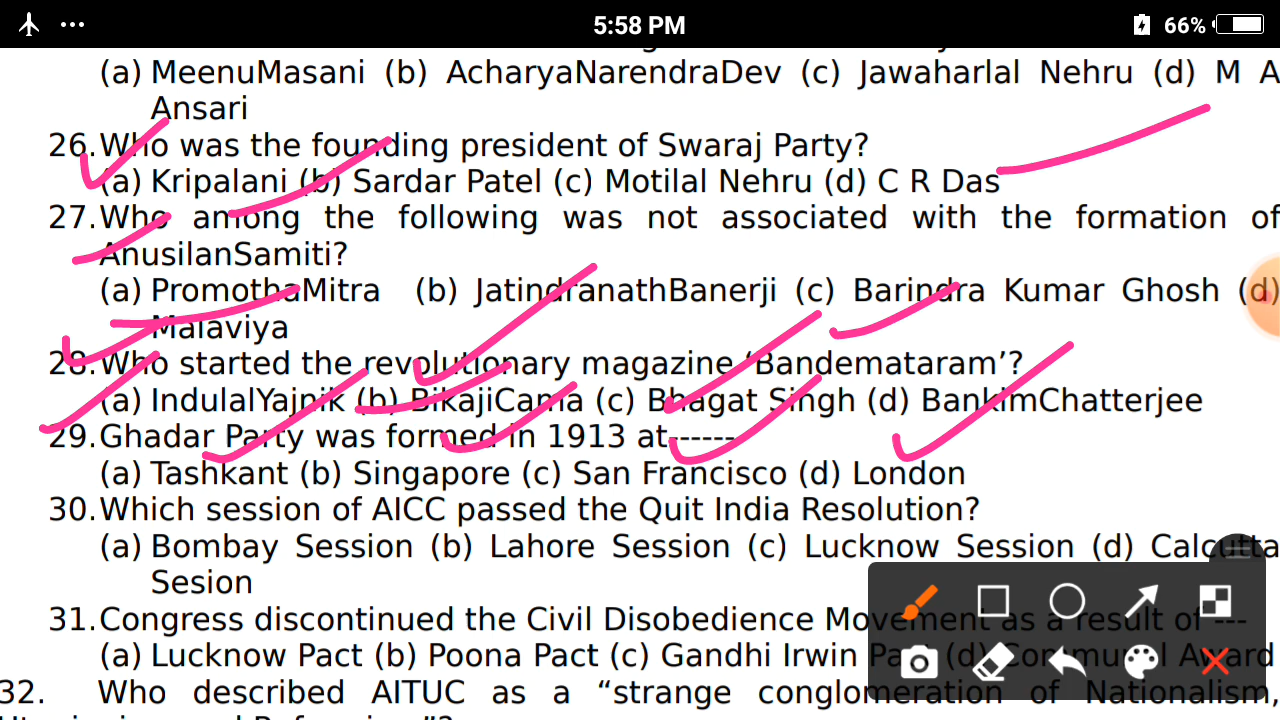 5:58 PM
66%
(a) MeenuMasani (b) AcharyaNarendraDev (c) Jawaharlal Nehru (d) M A
Ansari
26. Who was the founding president of Swaraj Party?
(a) Kripalani (b) Sardar Patel (c) Motilal Nehru (d) C R Das
27. Who among the following was not associated with the formation of
AnusilanSamiti?
(a) PromothaMitra (b) JatindranathBanerji (c) Barindra Kumar Ghosh (d)
Malaviya
28. Who started the revolutionary magazine ‘Bandemataram’?
(a) IndulalYajnik (b) BikajiCama (c) Bhagat Singh (d) BankimChatterjee
29. Ghadar Party was formed in 1913 at------
(a) Tashkant (b) Singapore (c) San Francisco (d) London
30. Which session of AICC passed the Quit India Resolution?
(a) Bombay Session (b) Lahore Session (c) Lucknow Session (d) Calcutta
Sesion
31. Congress discontinued the Civil Disobedience Movement as a result of ---
(a) Lucknow Pact (b) Poona Pact (c) Gandhi Irwin Pact (d) Communal Award
32. Who described AITUC as a “strange conglomeration of Nationalism,